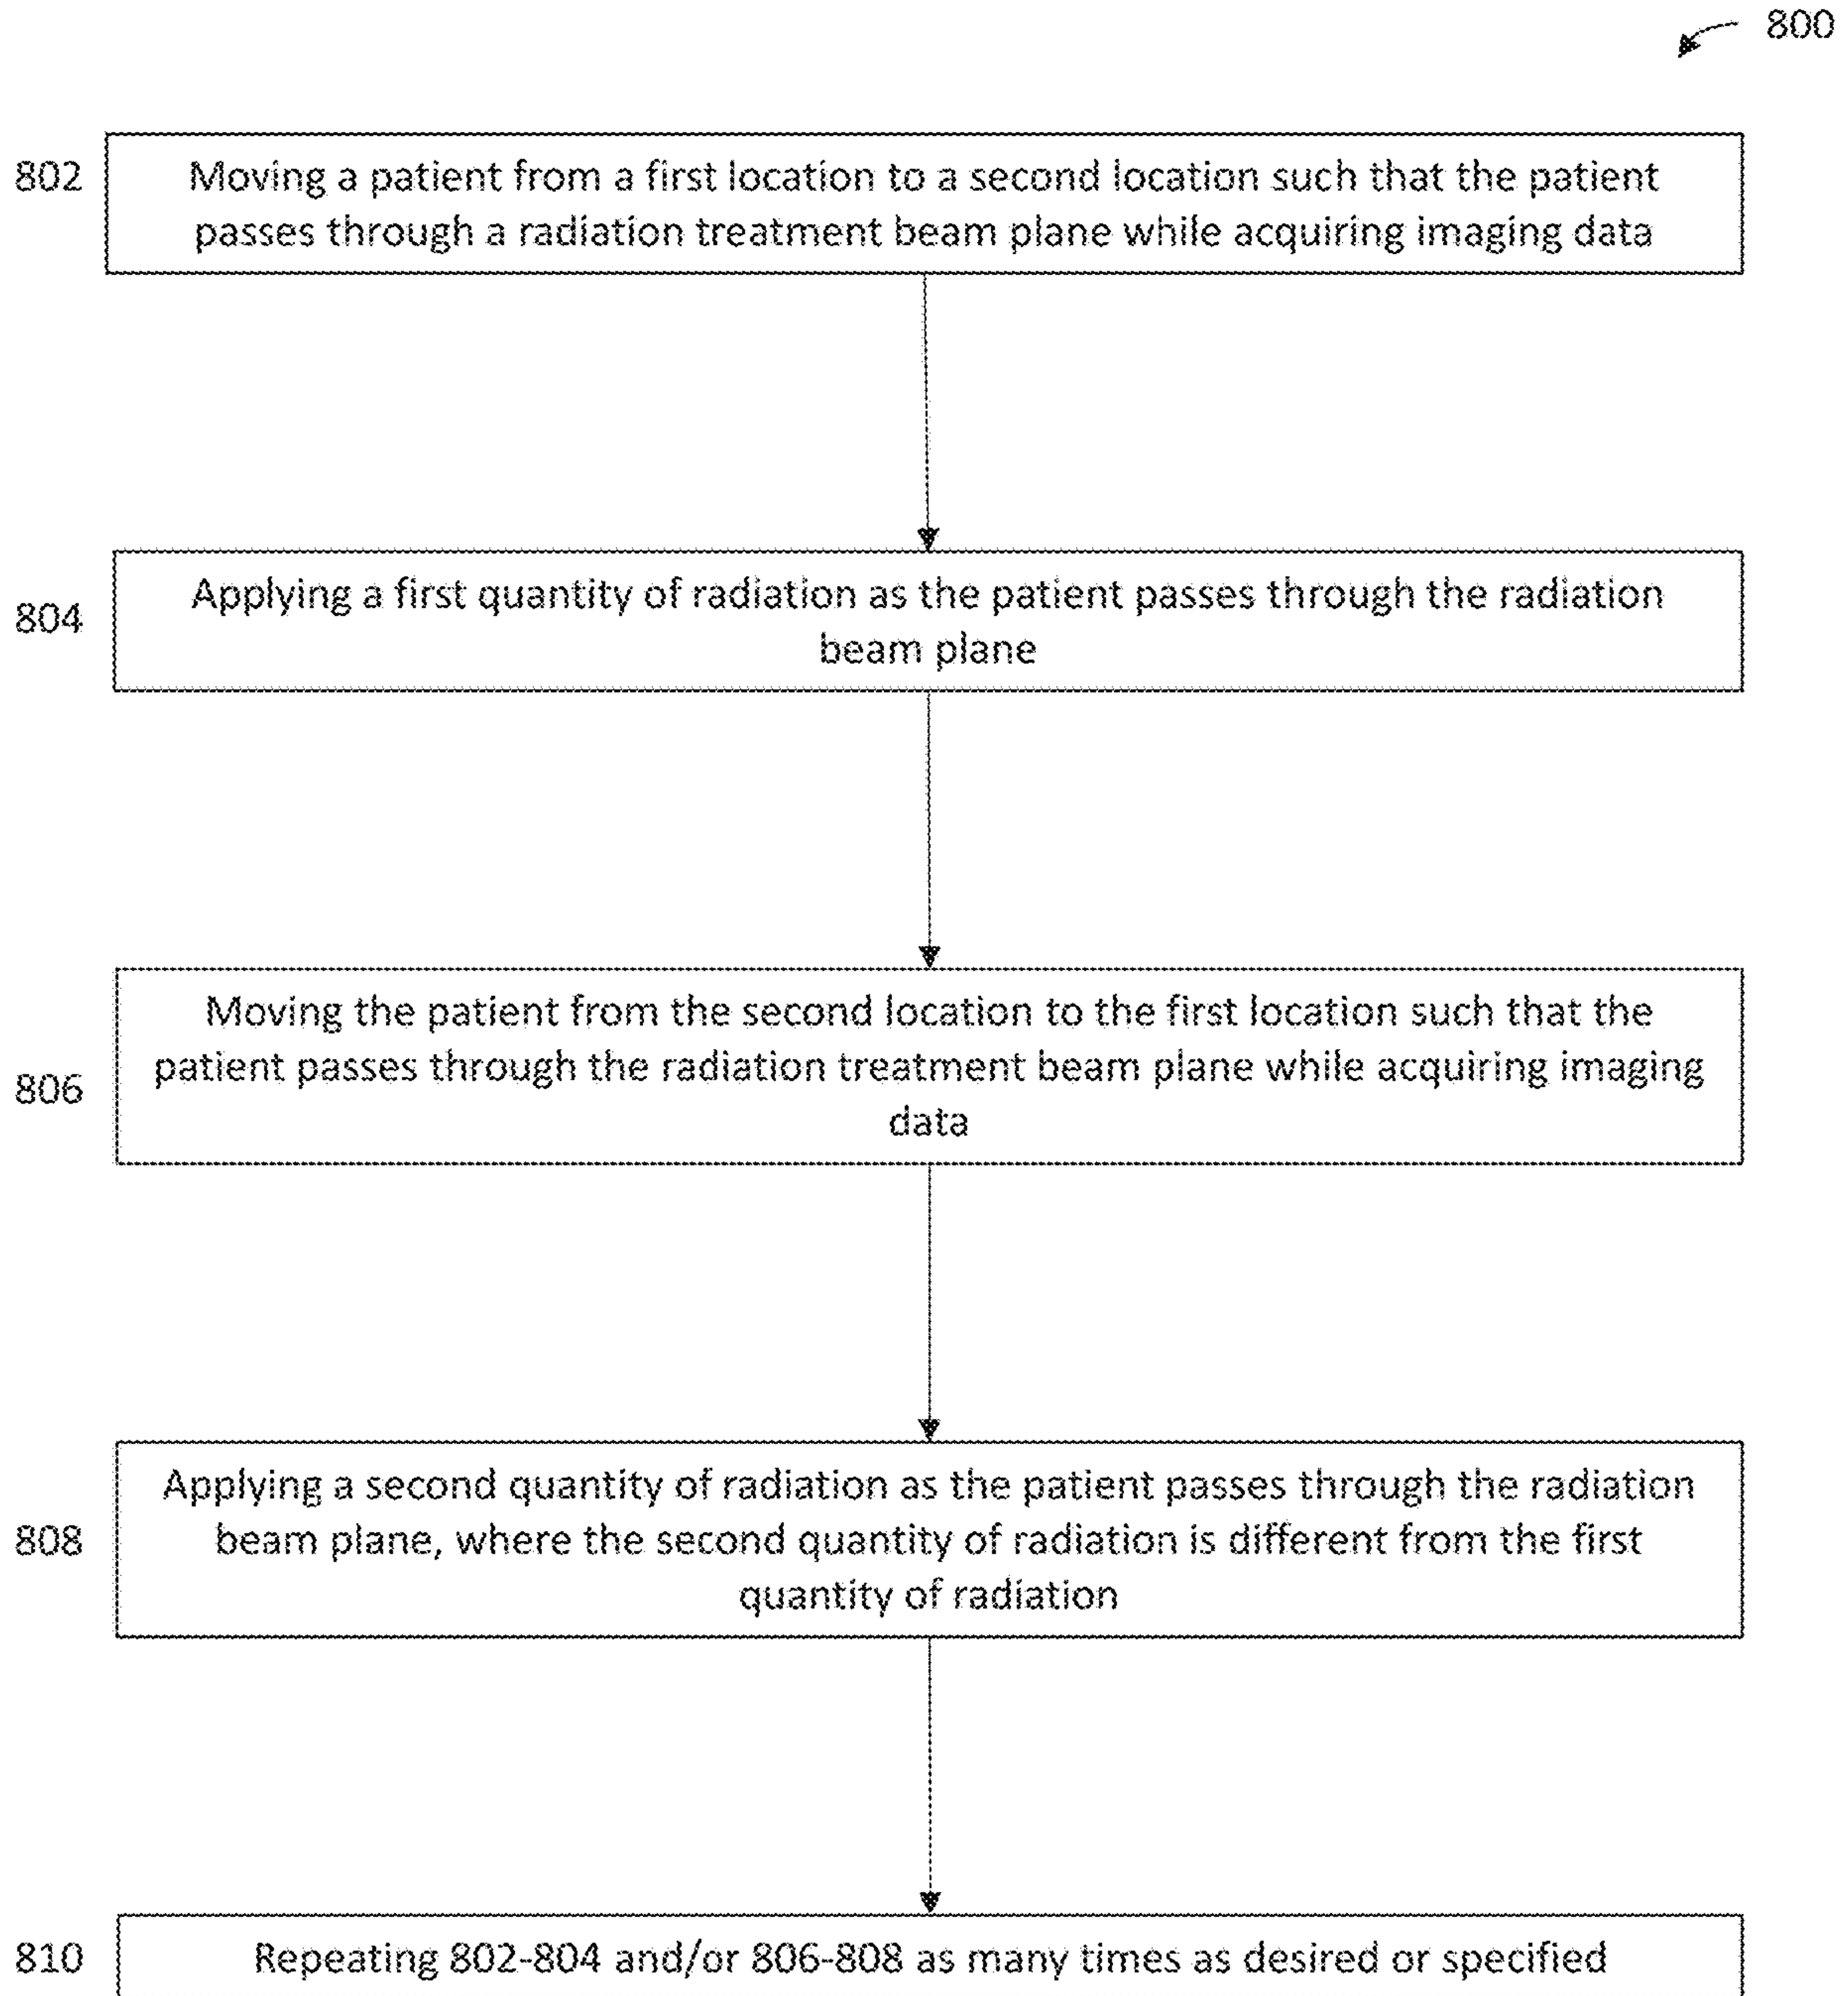 800
802
Moving a patient from a first location to a second location such that the patient
passes through a radiation treatment beam plane while acquiring imaging data
804
Applying a first quantity of radiation as the patient passes through the radiation
beam plane
806
Moving the patient from the second location to the first location such that the
patient passes through the radiation treatment beam plane while acquiring imaging
data
808
Applying a second quantity of radiation as the patient passes through the radiation
beam plane, where the second quantity of radiation is different from the first
quantity of radiation
810
Repeating 802-804 and/or 806-808 as many times as desired or specified